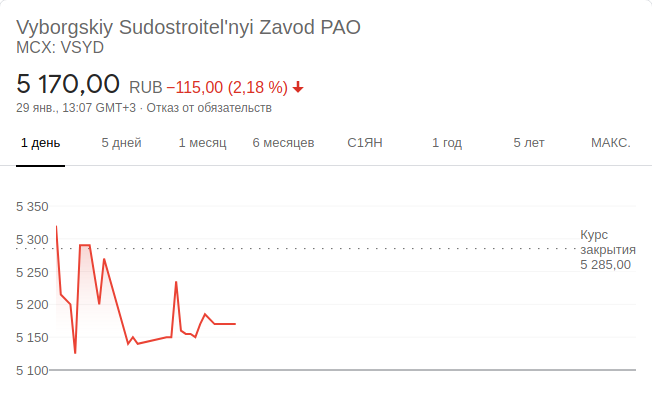 Vyborgskiy Sudostroitel'nyi Zavod PAO
MCX: VSYD
5 170,00 RUB −115,00 (2,18 %)
29 янв., 13:07 GMT+3 · Отказ от обязательств
1 день 5 дней 1 месяц 6 месяцев С1ЯН 1 год 5 лет МАКС.
5 350
5 300
5 250
5 200
5 150
5 100
Курс
закрытия
5 285,00